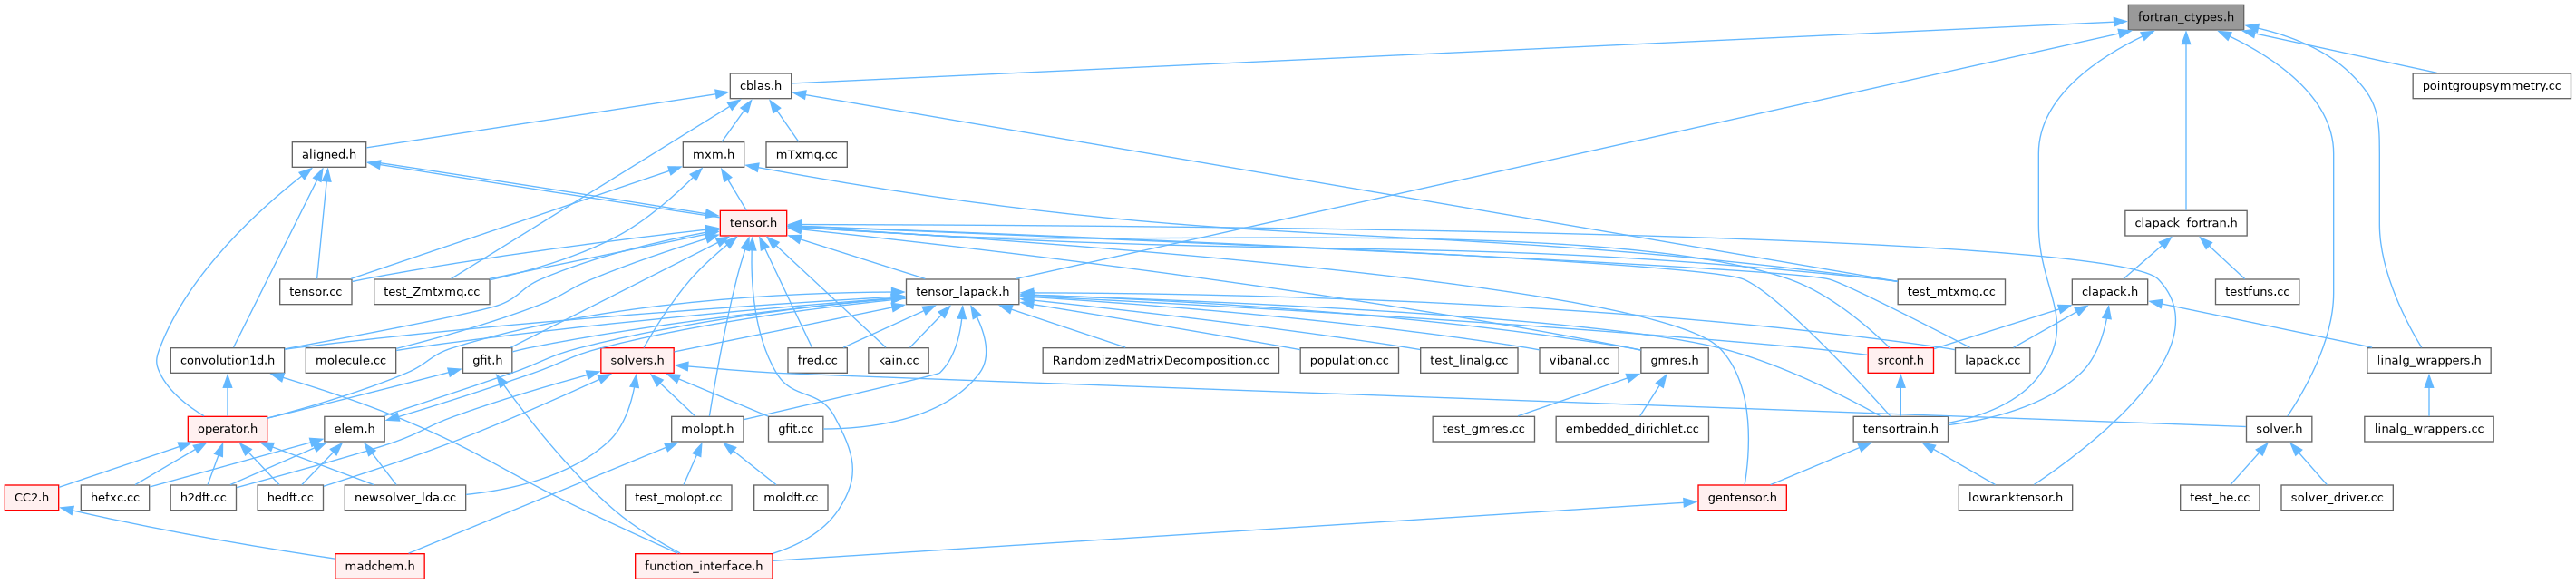 fortran_ctypes.h
cblas.h
pointgroupsymmetry.cc
aligned.h
mxm.h
mTxmq.cc
tensor.h
clapack_fortran.h
tensor.cc
test_Zmtxmq.cc
tensor_lapack.h
test_mtxmq.cc
clapack.h
testfuns.cc
convolution1d.h
molecule.cc
gfit.h
solvers.h
fred.cc
kain.cc
RandomizedMatrixDecomposition.cc
population.cc
test_linalg.cc
vibanal.cc
gmres.h
srconf.h
lapack.cc
linalg_wrappers.h
operator.h
elem.h
molopt.h
gfit.cc
test_gmres.cc
embedded_dirichlet.cc
tensortrain.h
solver.h
linalg_wrappers.cc
CC2.h
hefxc.cc
h2dft.cc
hedft.cc
newsolver_lda.cc
test_molopt.cc
moldft.cc
gentensor.h
lowranktensor.h
test_he.cc
solver_driver.cc
madchem.h
function_interface.h